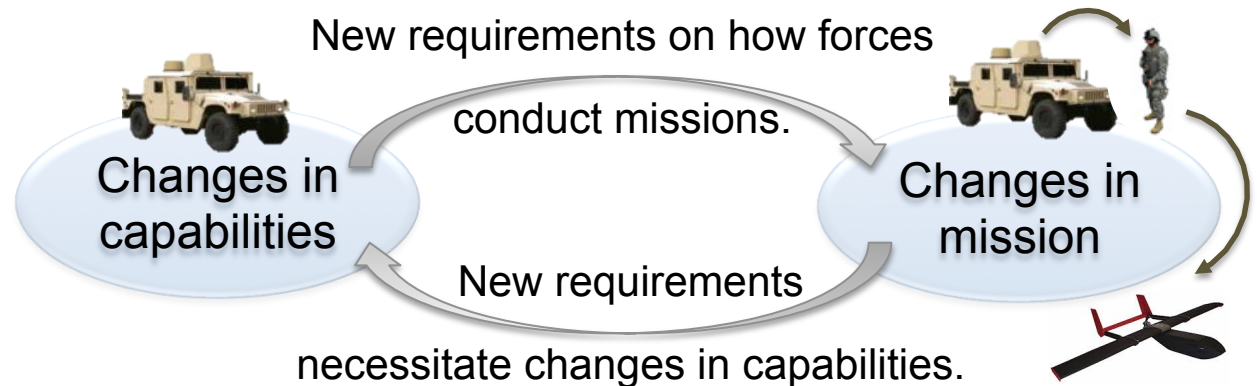 New requirements on how forces
conduct missions.
Changes in
capabilities
Changes in
mission
New requirements
necessitate changes in capabilities.